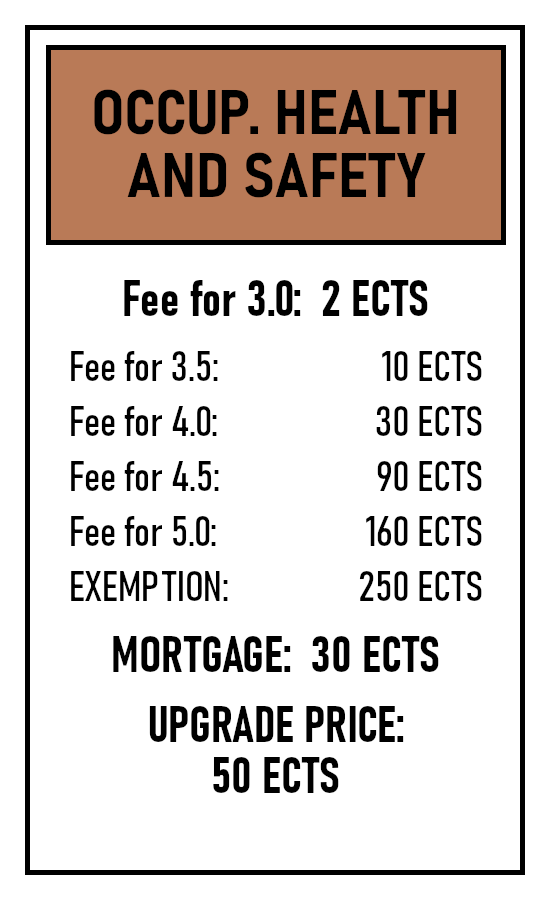 OCCUP. HEALTH
AND SAFETY
Fee for 3.0: 2 ECTS
Fee for 3.5: 10 ECTS
Fee for 4.0: 30 ECTS
Fee for 4.5: 90 ECTS
Fee for 5.0: 160 ECTS
EXEMPTION: 250 ECTS
MORTGAGE: 30 ECTS
UPGRADE PRICE:
50 ECTS